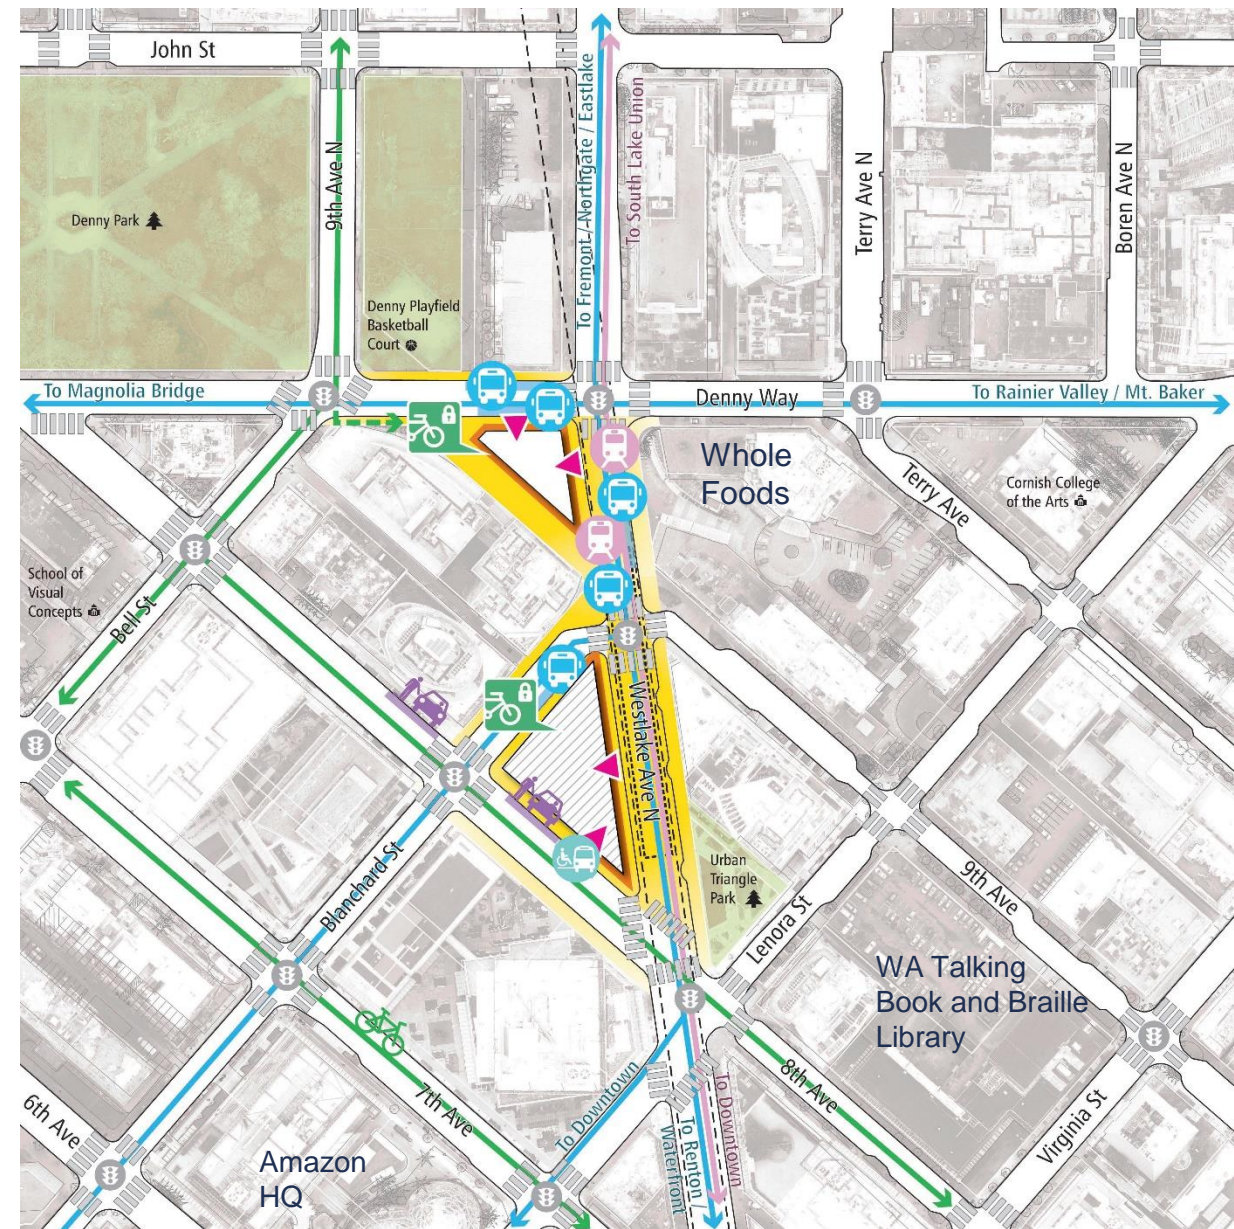 John St
9th Ave N
To Fremont / Northgate / Eastlake
To South Lake Union
Terry Ave N
Boren Ave N
Denny Park
Denny Playfield
Basketball
Court
To Magnolia Bridge
Denny Way
To Rainier Valley / Mt. Baker
Whole
Foods
Terry Ave
Cornish College
of the Arts
School of
Visual
Concepts
Bell St
Westlake Ave N
Urban
Triangle
Park
Blanchard St
Lenora St
9th Ave
WA Talking
Book and Braille
Library
8th Ave
Virginia St
7th Ave
6th Ave
To Downtown
To Renton /
Waterfront
To Downtown
Amazon
HQ